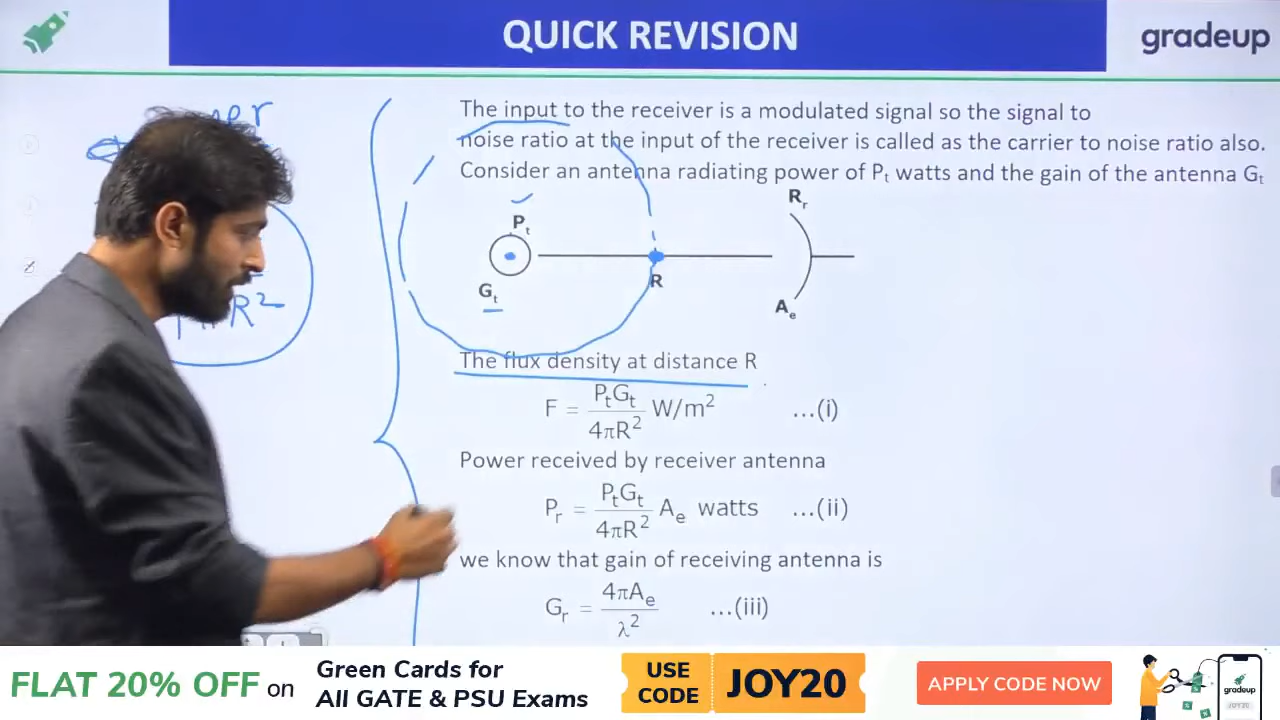 QUICK REVISION
gradeup
The input to the receiver is a modulated signal so the signal to
noise ratio at the input of the receiver is called as the carrier to noise ratio also.
Consider an antenna radiating power of Pt watts and the gain of the antenna Gt
Rr
Pt
R
Gt
Ae
R²
The flux density at distance R
F = PtGt / 4πR² W/m² ...(i)
Power received by receiver antenna
Pr = PtGt / 4πR² Ae watts ...(ii)
we know that gain of receiving antenna is
Gr = 4πAe / λ² ...(iii)
FLAT 20% OFF on
Green Cards for
All GATE & PSU Exams
USE
CODE
JOY20
APPLY CODE NOW
gradeup